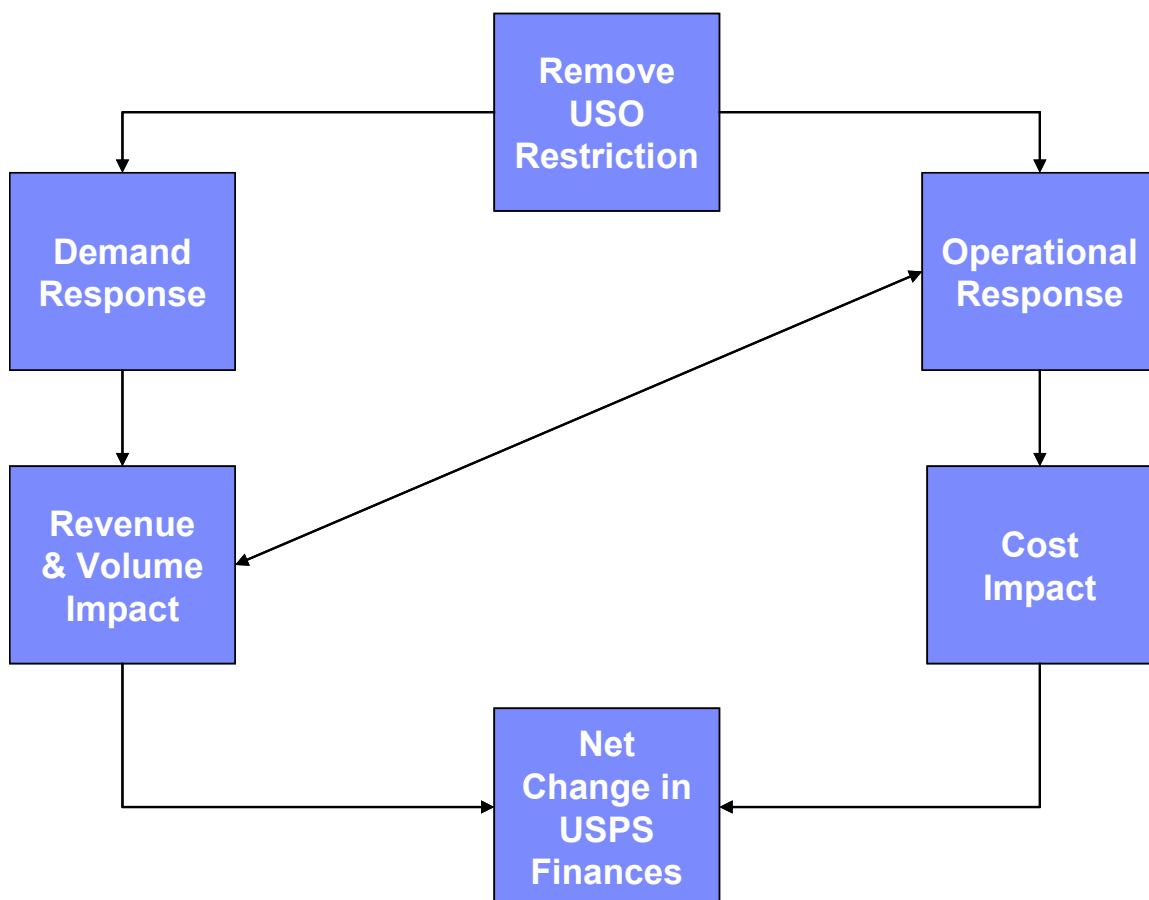 Remove
USO
Restriction
Demand
Response
Operational
Response
Revenue
& Volume
Impact
Cost
Impact
Net
Change in
USPS
Finances